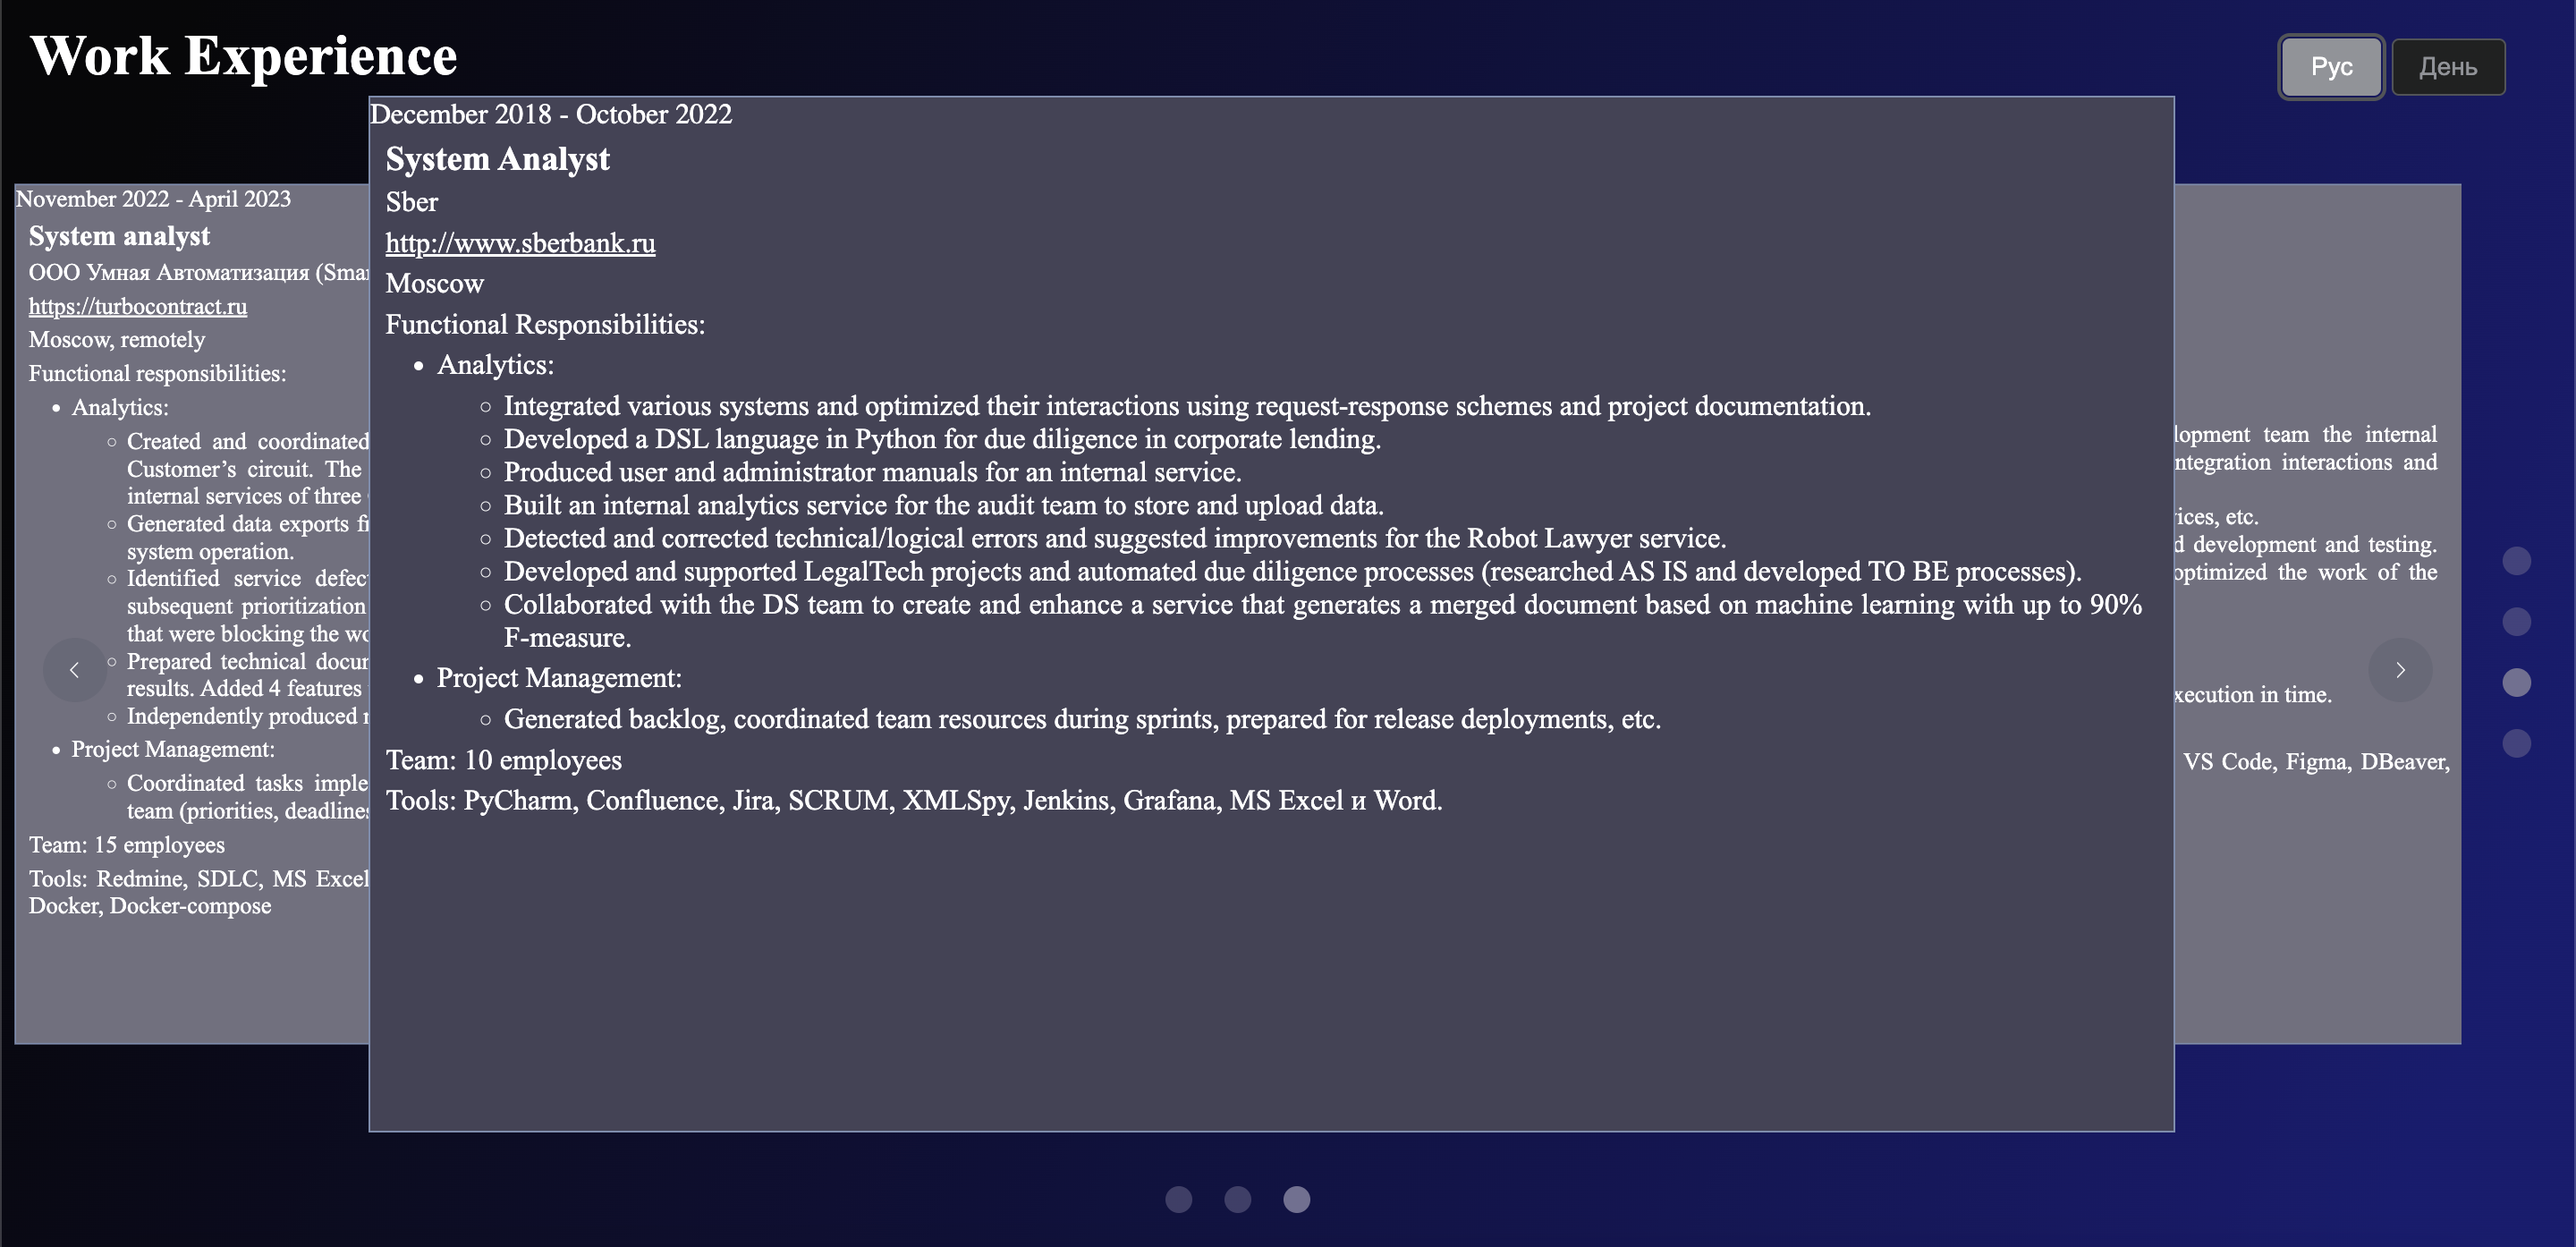 Work Experience
Рус
День
December 2018 - October 2022
System Analyst
Sber
http://www.sberbank.ru
Moscow
Functional Responsibilities:
Analytics:
Integrated various systems and optimized their interactions using request-response schemes and project documentation.
Developed a DSL language in Python for due diligence in corporate lending.
Produced user and administrator manuals for an internal service.
Built an internal analytics service for the audit team to store and upload data.
Detected and corrected technical/logical errors and suggested improvements for the Robot Lawyer service.
Developed and supported LegalTech projects and automated due diligence processes (researched AS IS and developed TO BE processes).
Collaborated with the DS team to create and enhance a service that generates a merged document based on machine learning with up to 90%
F-measure.
Project Management:
Generated backlog, coordinated team resources during sprints, prepared for release deployments, etc.
Team: 10 employees
Tools: PyCharm, Confluence, Jira, SCRUM, XMLSpy, Jenkins, Grafana, MS Excel и Word.
November 2022 - April 2023
System analyst
ООО Умная Автоматизация
https://turbocontract.ru
Moscow, remotely
Functional responsibilities:
Analytics:
Created and coordinated
Customer’s circuit. The
internal services of three
Generated data exports
system operation.
Identified service
subsequent prioritization
that were blocking the
Prepared technical
results. Added 4 features
Independently produced
Project Management:
Coordinated tasks
team (priorities,
Team: 15 employees
Tools: Redmine, SDLC, MS Excel
Docker, Docker-compose
team the internal
interactions and
etc.
development and testing.
optimized the work of the
in time.
VS Code, Figma, DBeaver,